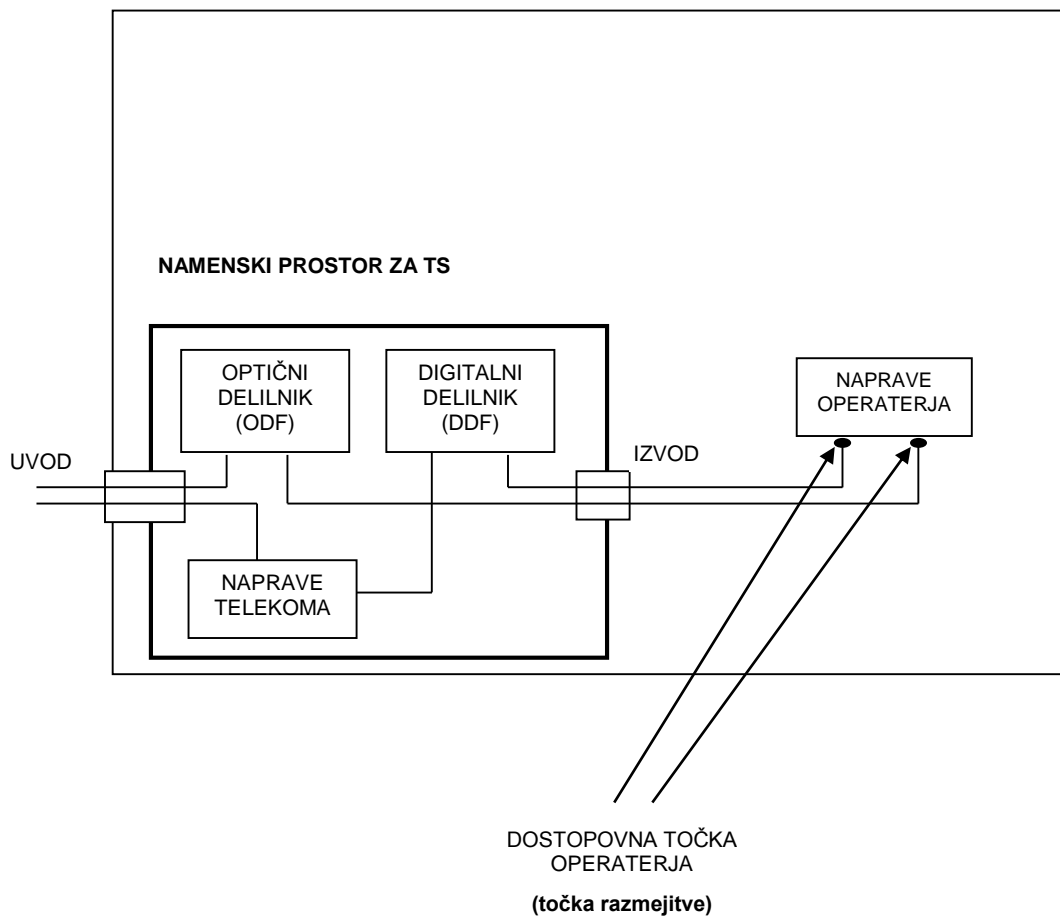 NAMENSKI PROSTOR ZA TS
OPTIČNI
DELILNIK
(ODF)
DIGITALNI
DELILNIK
(DDF)
NAPRAVE
OPERATERJA
UVOD
IZVOD
NAPRAVE
TELEKOMA
DOSTOPOVNA TOČKA
OPERATERJA
(točka razmejitve)